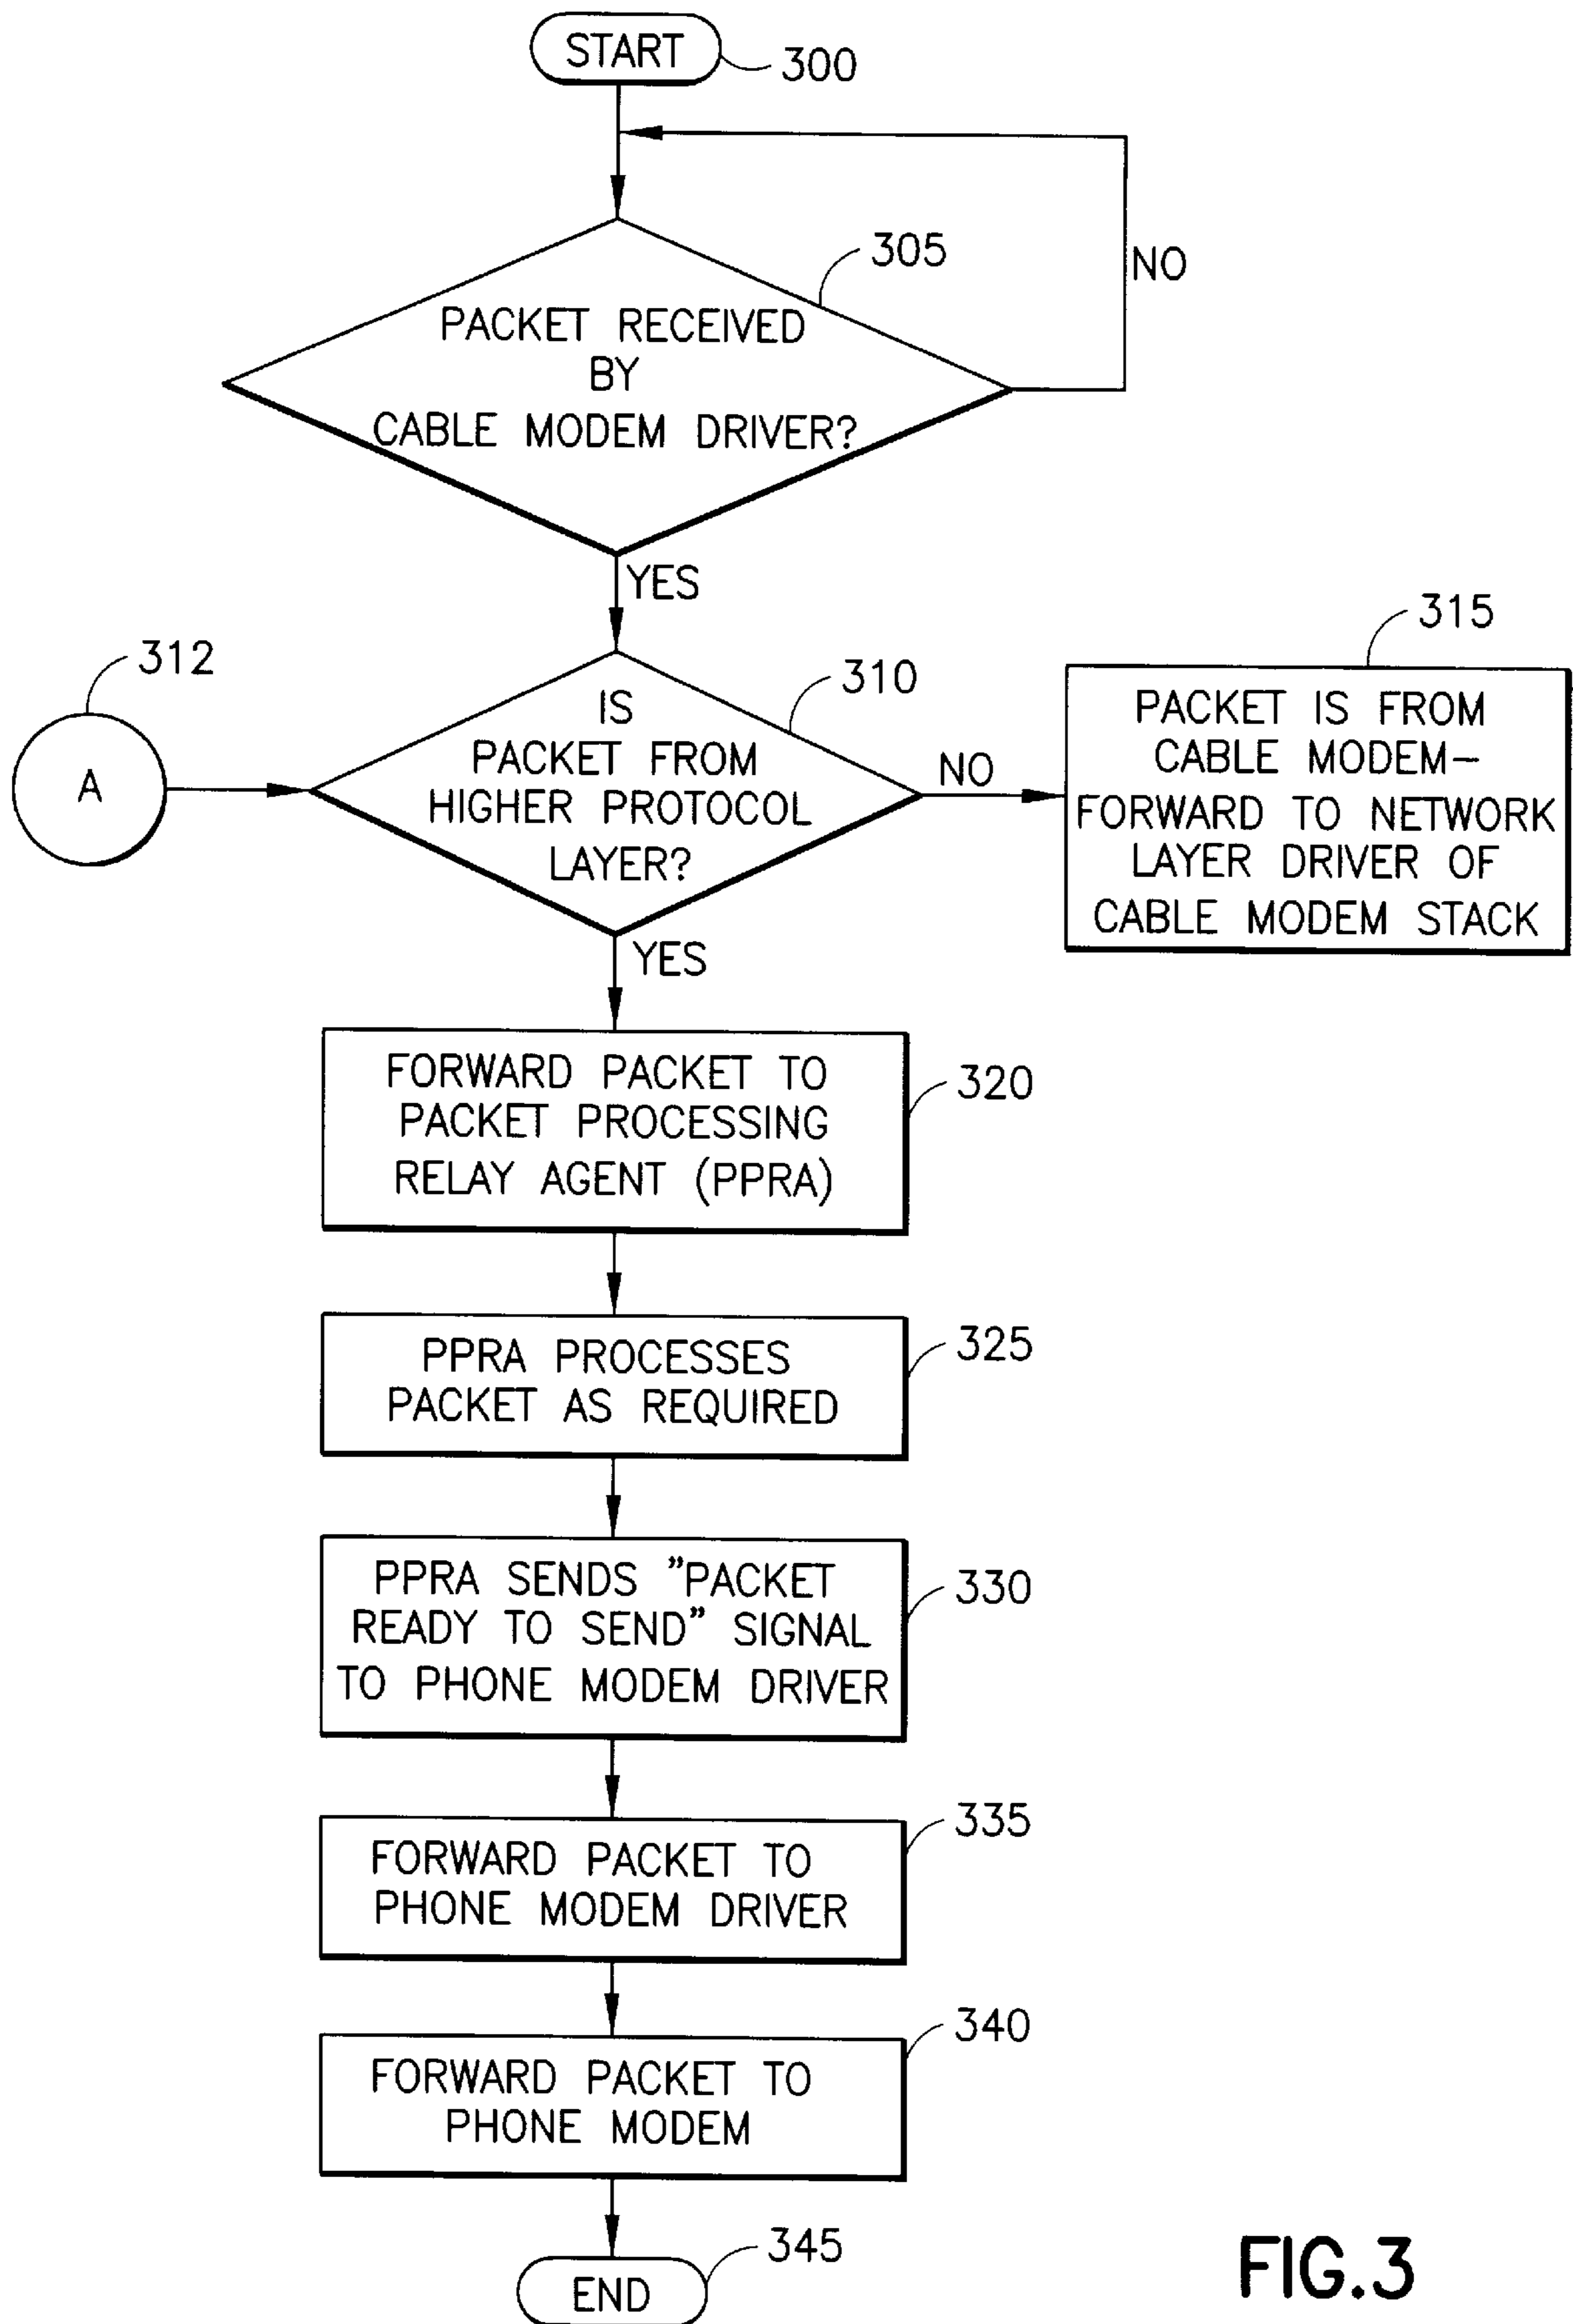 START
300
305
NO
PACKET RECEIVED
BY
CABLE MODEM DRIVER?
YES
312
A
310
IS
PACKET FROM
HIGHER PROTOCOL
LAYER?
NO
315
PACKET IS FROM
CABLE MODEM–
FORWARD TO NETWORK
LAYER DRIVER OF
CABLE MODEM STACK
YES
FORWARD PACKET TO
PACKET PROCESSING
RELAY AGENT (PPRA)
320
PPRA PROCESSES
PACKET AS REQUIRED
325
PPRA SENDS ”PACKET
READY TO SEND” SIGNAL
TO PHONE MODEM DRIVER
330
FORWARD PACKET TO
PHONE MODEM DRIVER
335
FORWARD PACKET TO
PHONE MODEM
340
END
345
FIG.3